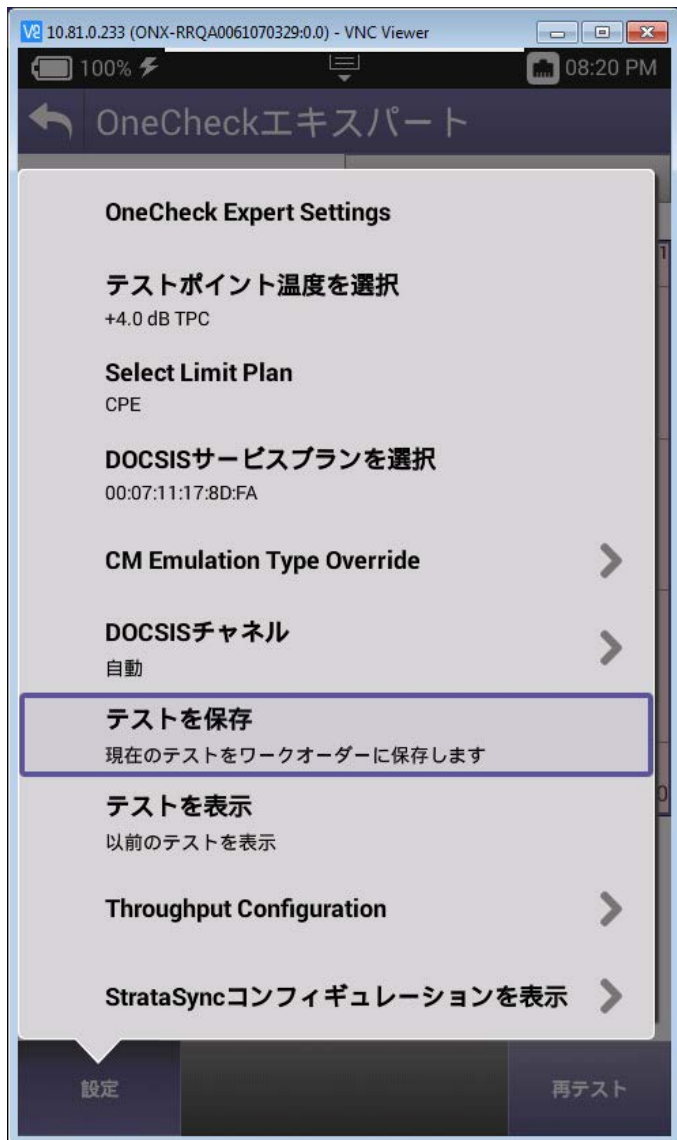 10.81.0.233 (ONX-RRQA0061070329:0.0) - VNC Viewer
100% 08:20 PM
OneCheckエキスパート
OneCheck Expert Settings
テストポイント温度を選択
+4.0 dB TPC
Select Limit Plan
CPE
DOCSISサービスプランを選択
00:07:11:17:8D:FA
CM Emulation Type Override
DOCSISチャネル
自動
テストを保存
現在のテストをワークオーダーに保存します
テストを表示
以前のテストを表示
Throughput Configuration
StrataSyncコンフィギュレーションを表示
設定 再テスト